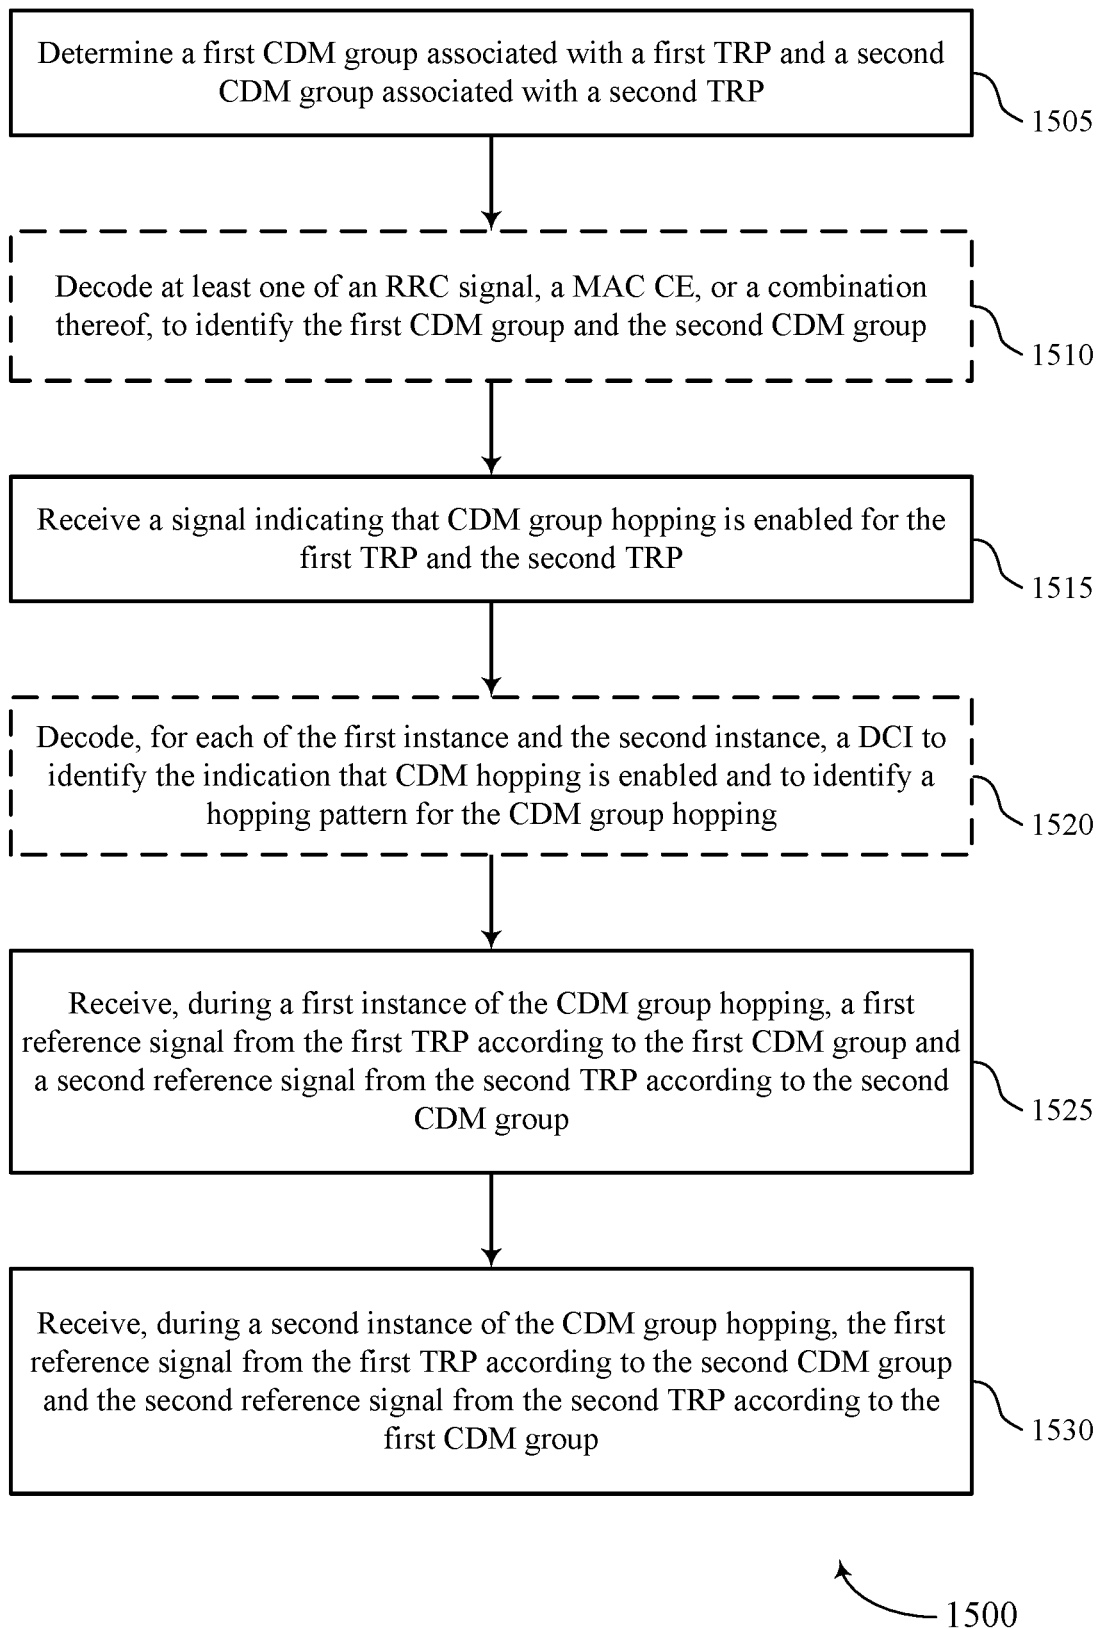 Determine a first CDM group associated with a first TRP and a second
CDM group associated with a second TRP
1505
Decode at least one of an RRC signal, a MAC CE, or a combination
thereof, to identify the first CDM group and the second CDM group
1510
Receive a signal indicating that CDM group hopping is enabled for the
first TRP and the second TRP
1515
Decode, for each of the first instance and the second instance, a DCI to
identify the indication that CDM hopping is enabled and to identify a
hopping pattern for the CDM group hopping
1520
Receive, during a first instance of the CDM group hopping, a first
reference signal from the first TRP according to the first CDM group and
a second reference signal from the second TRP according to the second
CDM group
1525
Receive, during a second instance of the CDM group hopping, the first
reference signal from the first TRP according to the second CDM group
and the second reference signal from the second TRP according to the
first CDM group
1530
1500